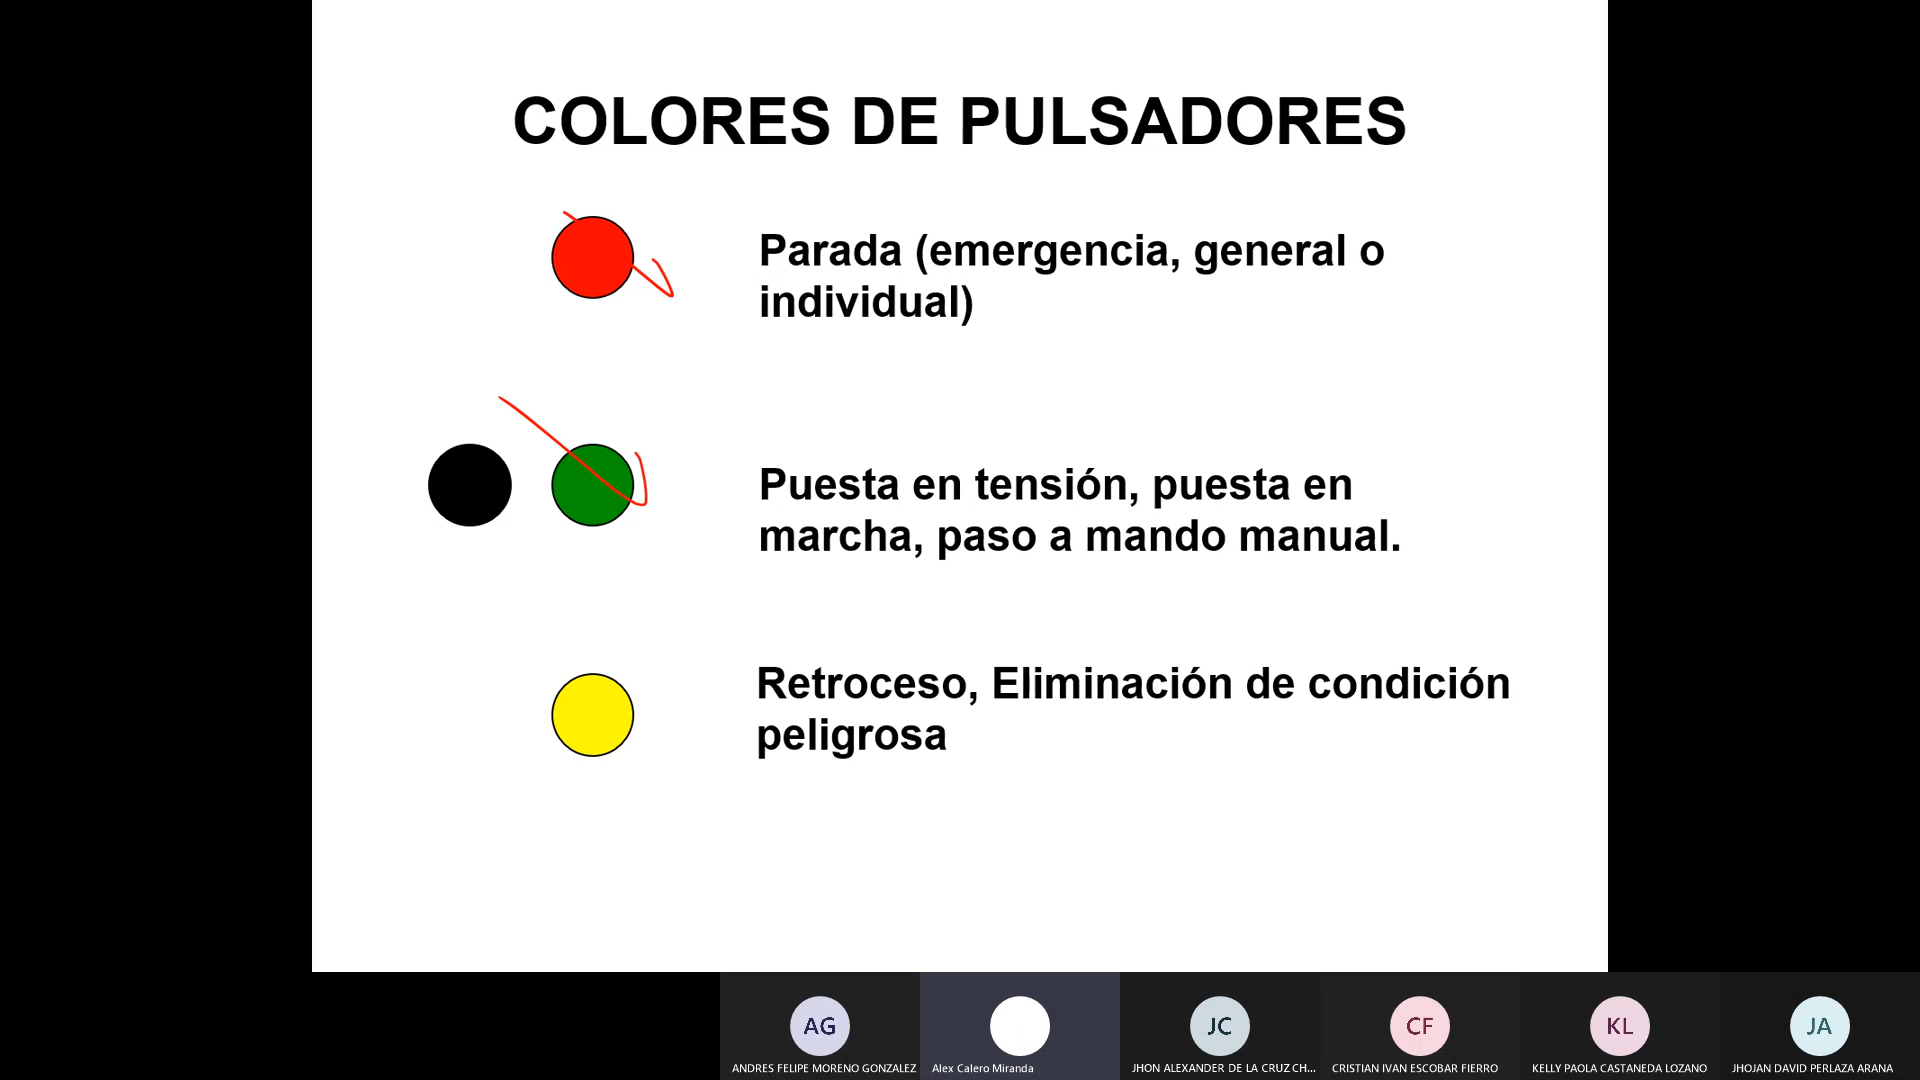 COLORES DE PULSADORES
Parada (emergencia, general o
individual)
Puesta en tensión, puesta en
marcha, paso a mando manual.
Retroceso, Eliminación de condición
peligrosa
AG
JC
CF
KL
JA
ANDRES FELIPE MORENO GONZALEZ
Alex Calero Miranda
JHON ALEXANDER DE LA CRUZ CH...
CRISTIAN IVAN ESCOBAR FIERRO
KELLY PAOLA CASTANEDA LOZANO
JHOJAN DAVID PERLAZA ARANA